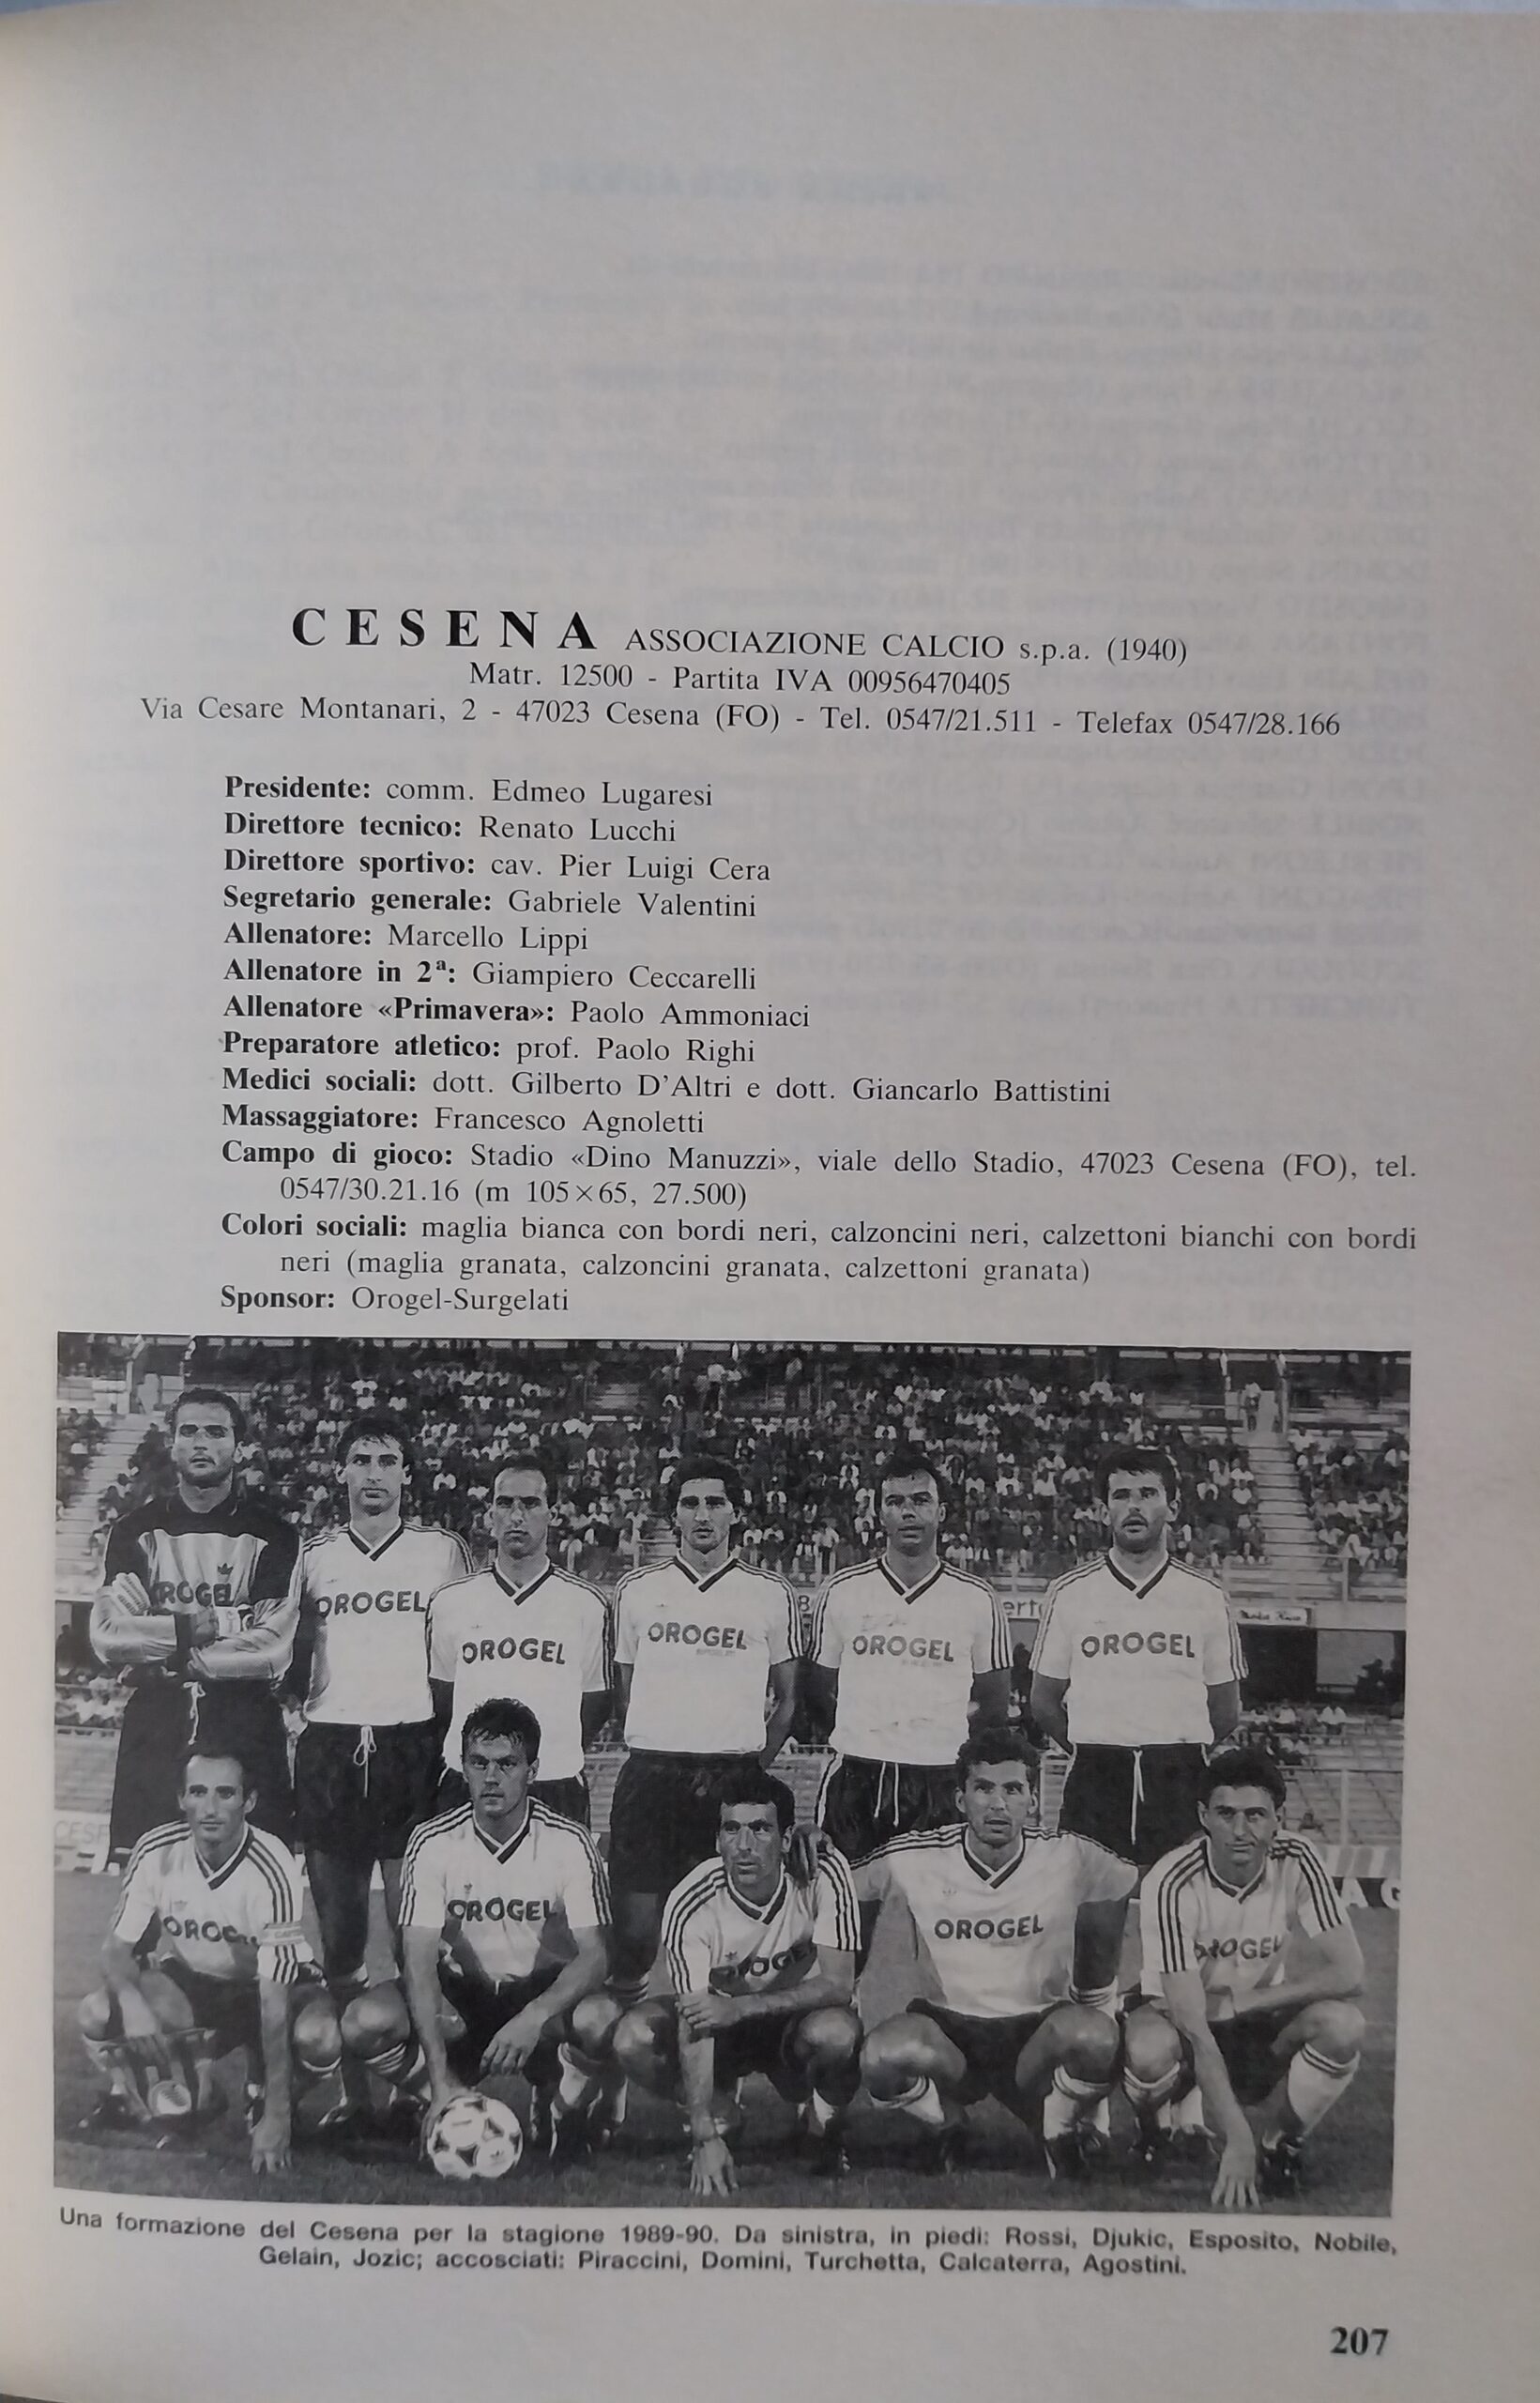 CESENA ASSOCIAZIONE CALCIO s.p.a. (1940)
Matr. 12500 - Partita IVA 00956470405
Via Cesare Montanari, 2 - 47023 Cesena (FO) - Tel. 0547/21.511 - Telefax 0547/28.166
Presidente: comm. Edmeo Lugaresi
Direttore tecnico: Renato Lucchi
Direttore sportivo: cav. Pier Luigi Cera
Segretario generale: Gabriele Valentini
Allenatore: Marcello Lippi
Allenatore in 2ª: Giampiero Ceccarelli
Allenatore «Primavera»: Paolo Ammoniaci
Preparatore atletico: prof. Paolo Righi
Medici sociali: dott. Gilberto D'Altri e dott. Giancarlo Battistini
Massaggiatore: Francesco Agnoletti
Campo di gioco: Stadio «Dino Manuzzi», viale dello Stadio, 47023 Cesena (FO), tel.
0547/30.21.16 (m 105×65, 27.500)
Colori sociali: maglia bianca con bordi neri, calzoncini neri, calzettoni bianchi con bordi
neri (maglia granata, calzoncini granata, calzettoni granata)
Sponsor: Orogel-Surgelati
ROGEL
OROGEL
OROGEL
OROGEL
OROGEL
OROGEL
OROG
OROGEL
OROGEL
OROGEL
OROGEL
Una formazione del Cesena per la stagione 1989-90. Da sinistra, in piedi: Rossi, Djukic, Esposito, Nobile,
Gelain, Jozic; accosciati: Piraccini, Domini, Turchetta, Calcaterra, Agostini.
207